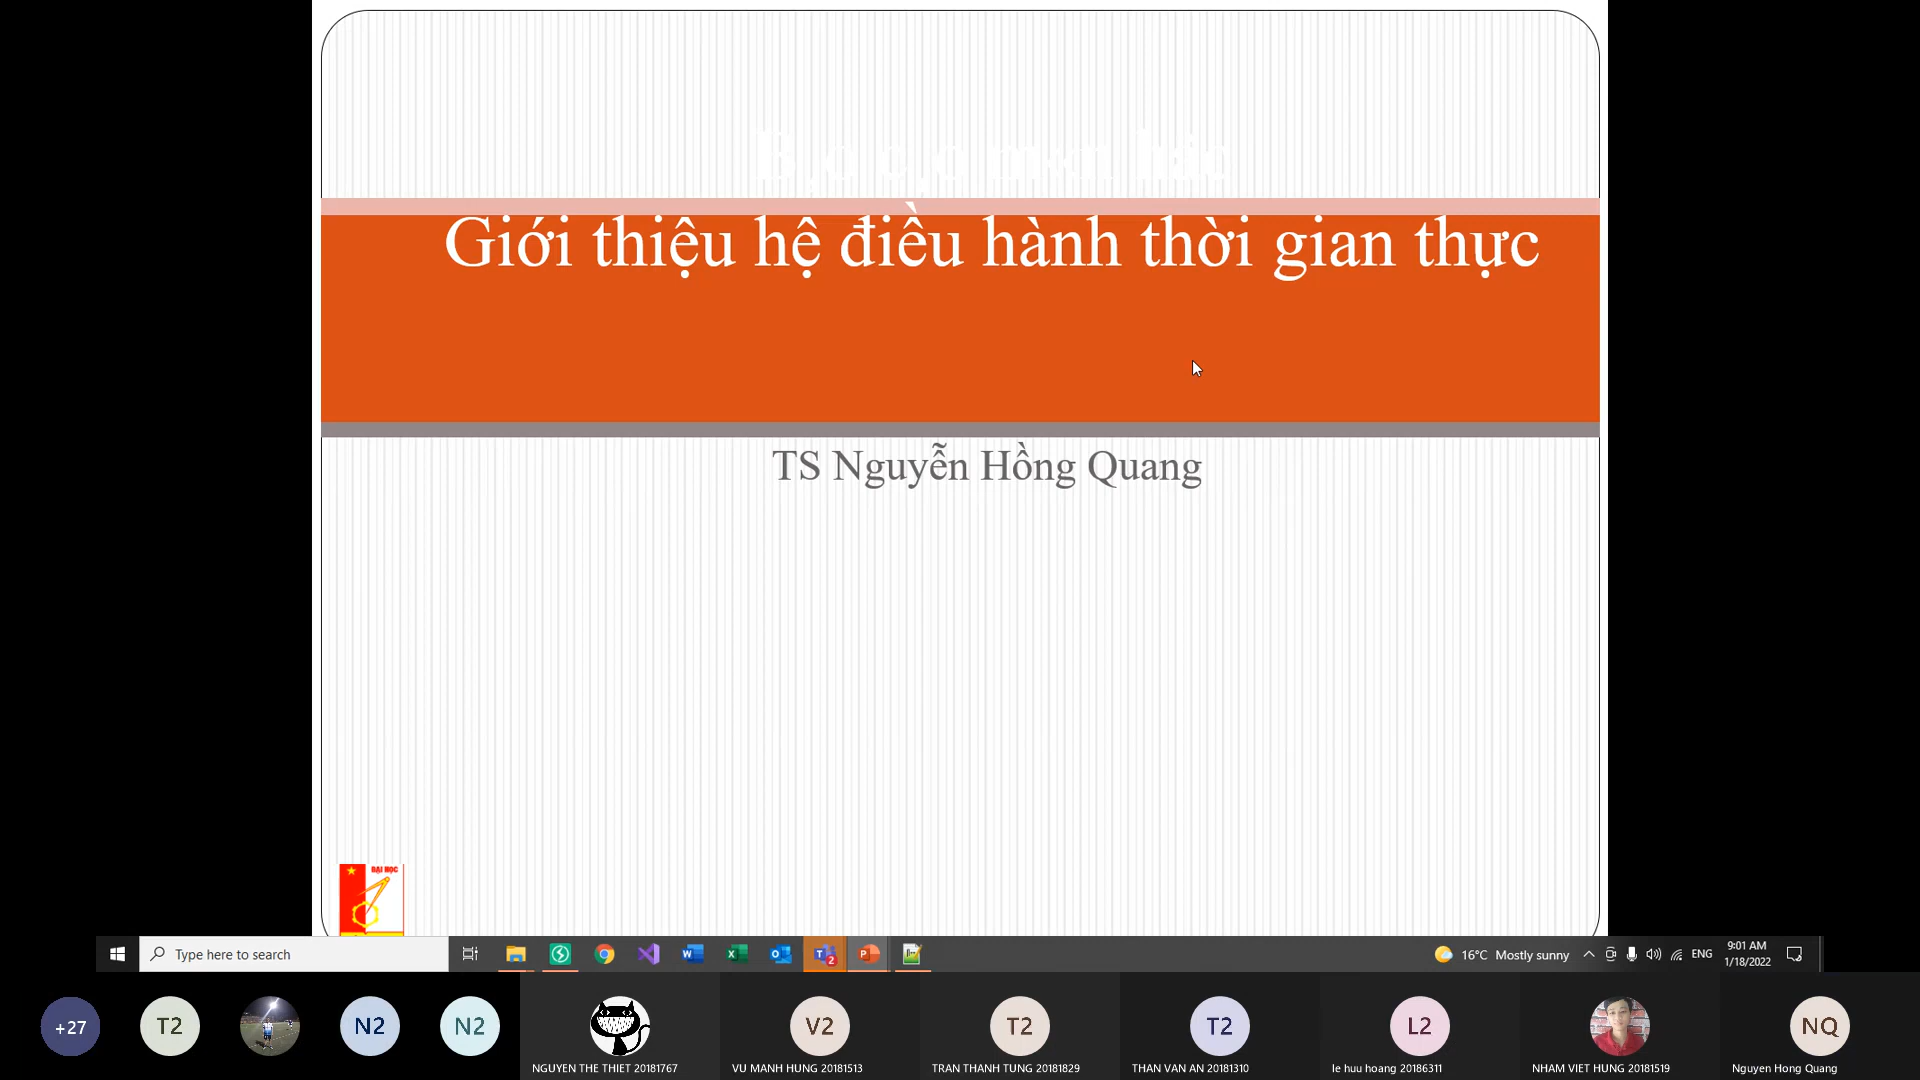 Giới thiệu hệ điều hành thời gian thực
TS Nguyễn Hồng Quang
ĐẠI HỌC
Type here to search
2
16°C Mostly sunny
ENG
9:01 AM
1/18/2022
+27
T2
N2
N2
V2
T2
T2
L2
NQ
NGUYEN THE THIET 20181767
VU MANH HUNG 20181513
TRAN THANH TUNG 20181829
THAN VAN AN 20181310
le huu hoang 20186311
NHAM VIET HUNG 20181519
Nguyen Hong Quang